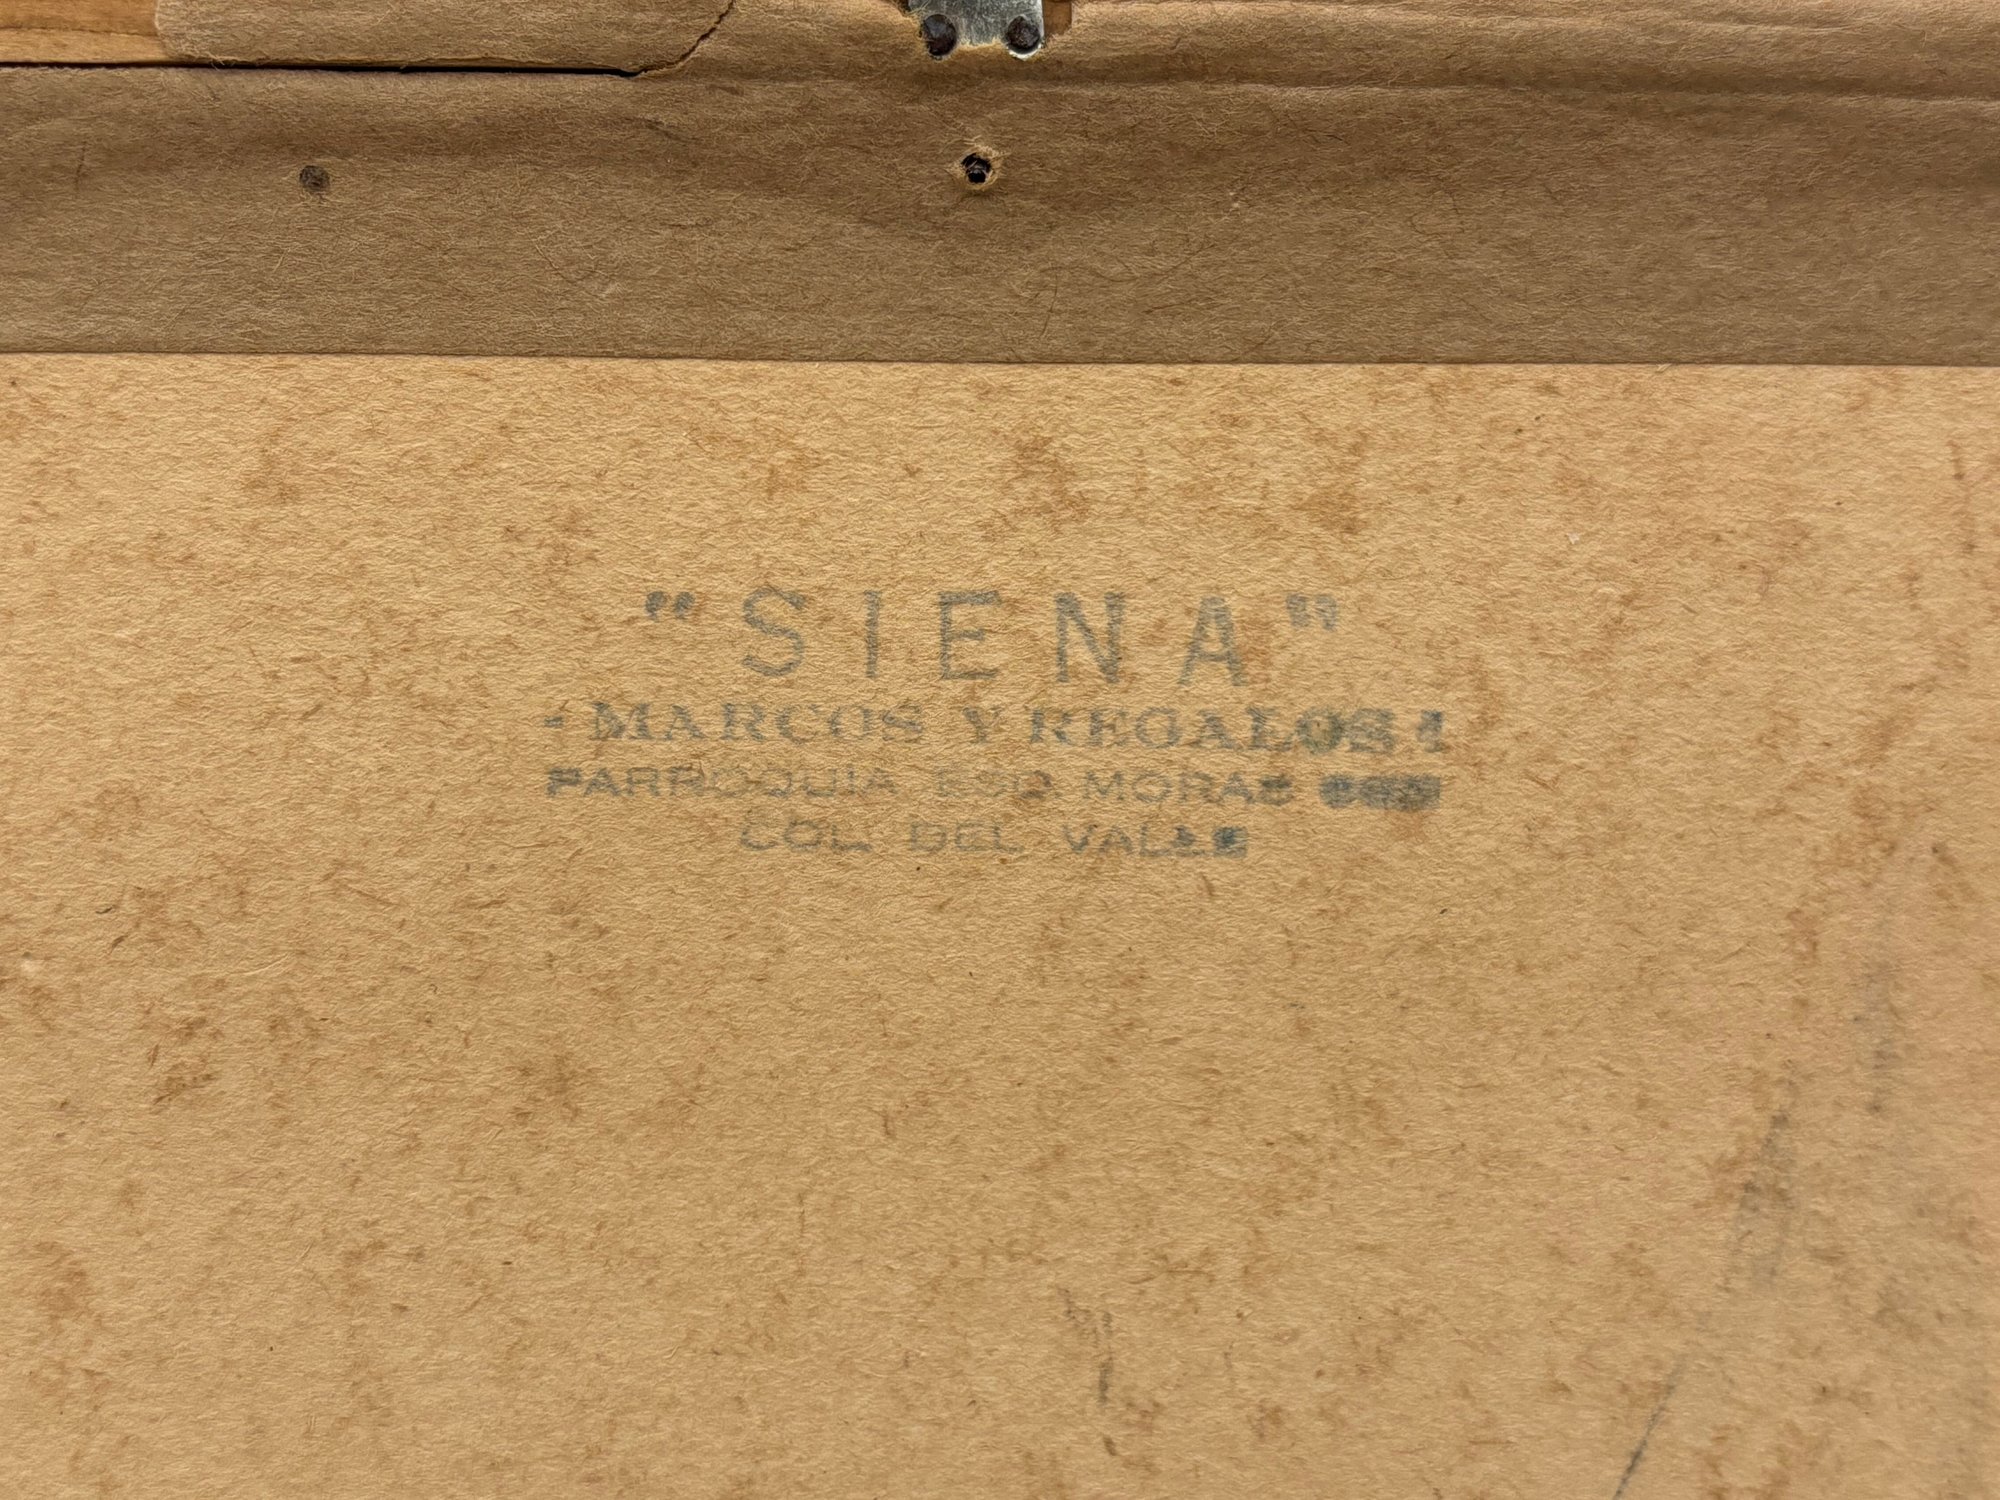 "SIENA"
- MARCOS Y REGALOS -
PARROQUIA ESQ. MORAS
COL. DEL VALLE